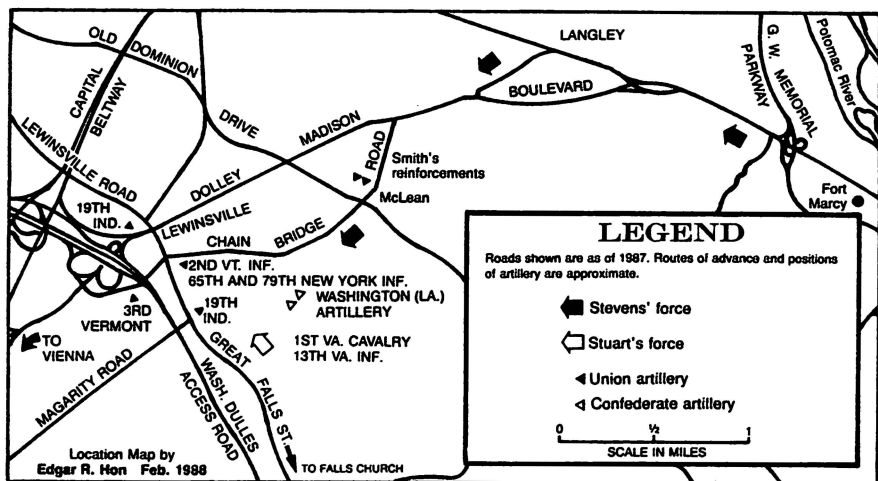 OLD DOMINION
CAPITAL
BELTWAY
LEWINSVILLE ROAD
DRIVE
LANGLEY
BOULEVARD
G. W. MEMORIAL
PARKWAY
Potomac River
DOLLEY
MADISON
ROAD
Smith's
reinforcements
McLean
Fort
Marcy
19TH
IND.
LEWINSVILLE
CHAIN
BRIDGE
2ND VT. INF.
65TH AND 79TH NEW YORK INF.
WASHINGTON (LA.)
ARTILLERY
3RD
VERMONT
19TH
IND.
1ST VA. CAVALRY
13TH VA. INF.
TO
VIENNA
MAGARITY ROAD
GREAT
FALLS ST.
WASH. DULLES
ACCESS ROAD
TO FALLS CHURCH
Location Map by
Edgar R. Hon Feb. 1988
LEGEND
Roads shown are as of 1987. Routes of advance and positions
of artillery are approximate.
Stevens' force
Stuart's force
Union artillery
Confederate artillery
0 ½ 1
SCALE IN MILES